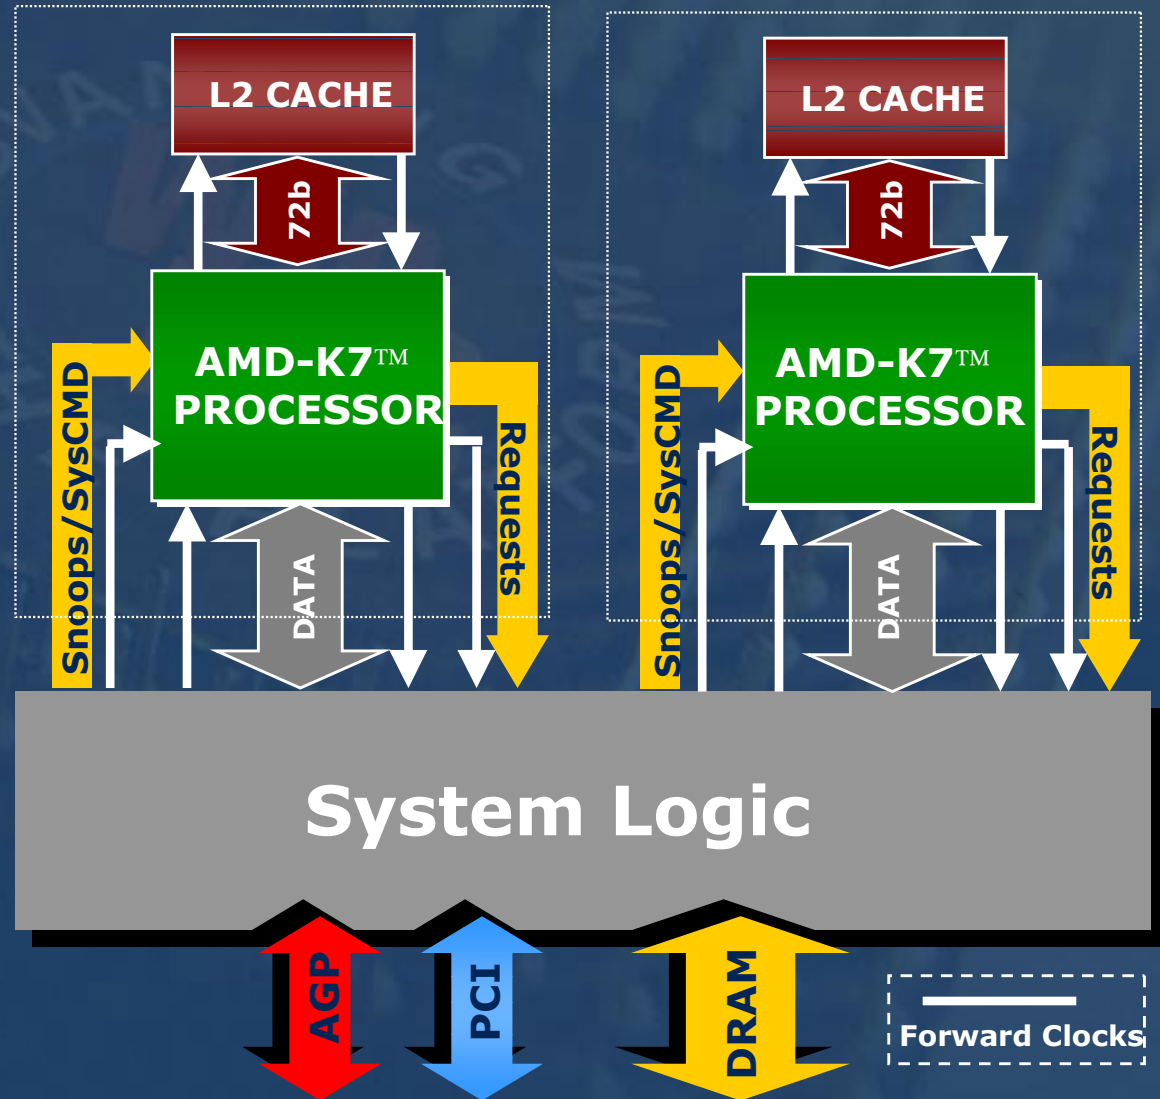 L2 CACHE
L2 CACHE
72b
72b
AMD–K7™
PROCESSOR
AMD–K7™
PROCESSOR
Snoops/SysCMD
Requests
Snoops/SysCMD
Requests
DATA
DATA
System Logic
AGP
PCI
DRAM
Forward Clocks